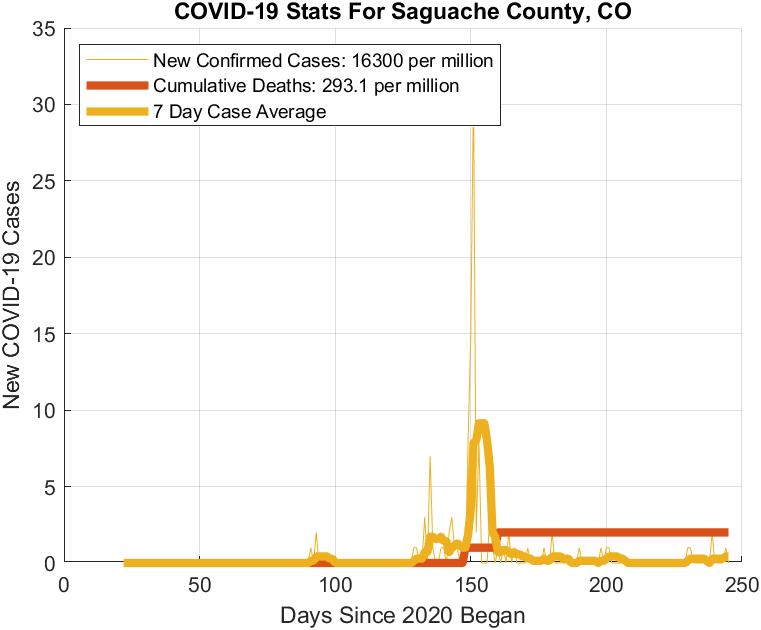 COVID-19 Stats For Saguache County, CO
New Confirmed Cases: 16300 per million
Cumulative Deaths: 293.1 per million
7 Day Case Average
New COVID-19 Cases
35
30
25
20
15
10
5
0
0 50 100 150 200 250
Days Since 2020 Began